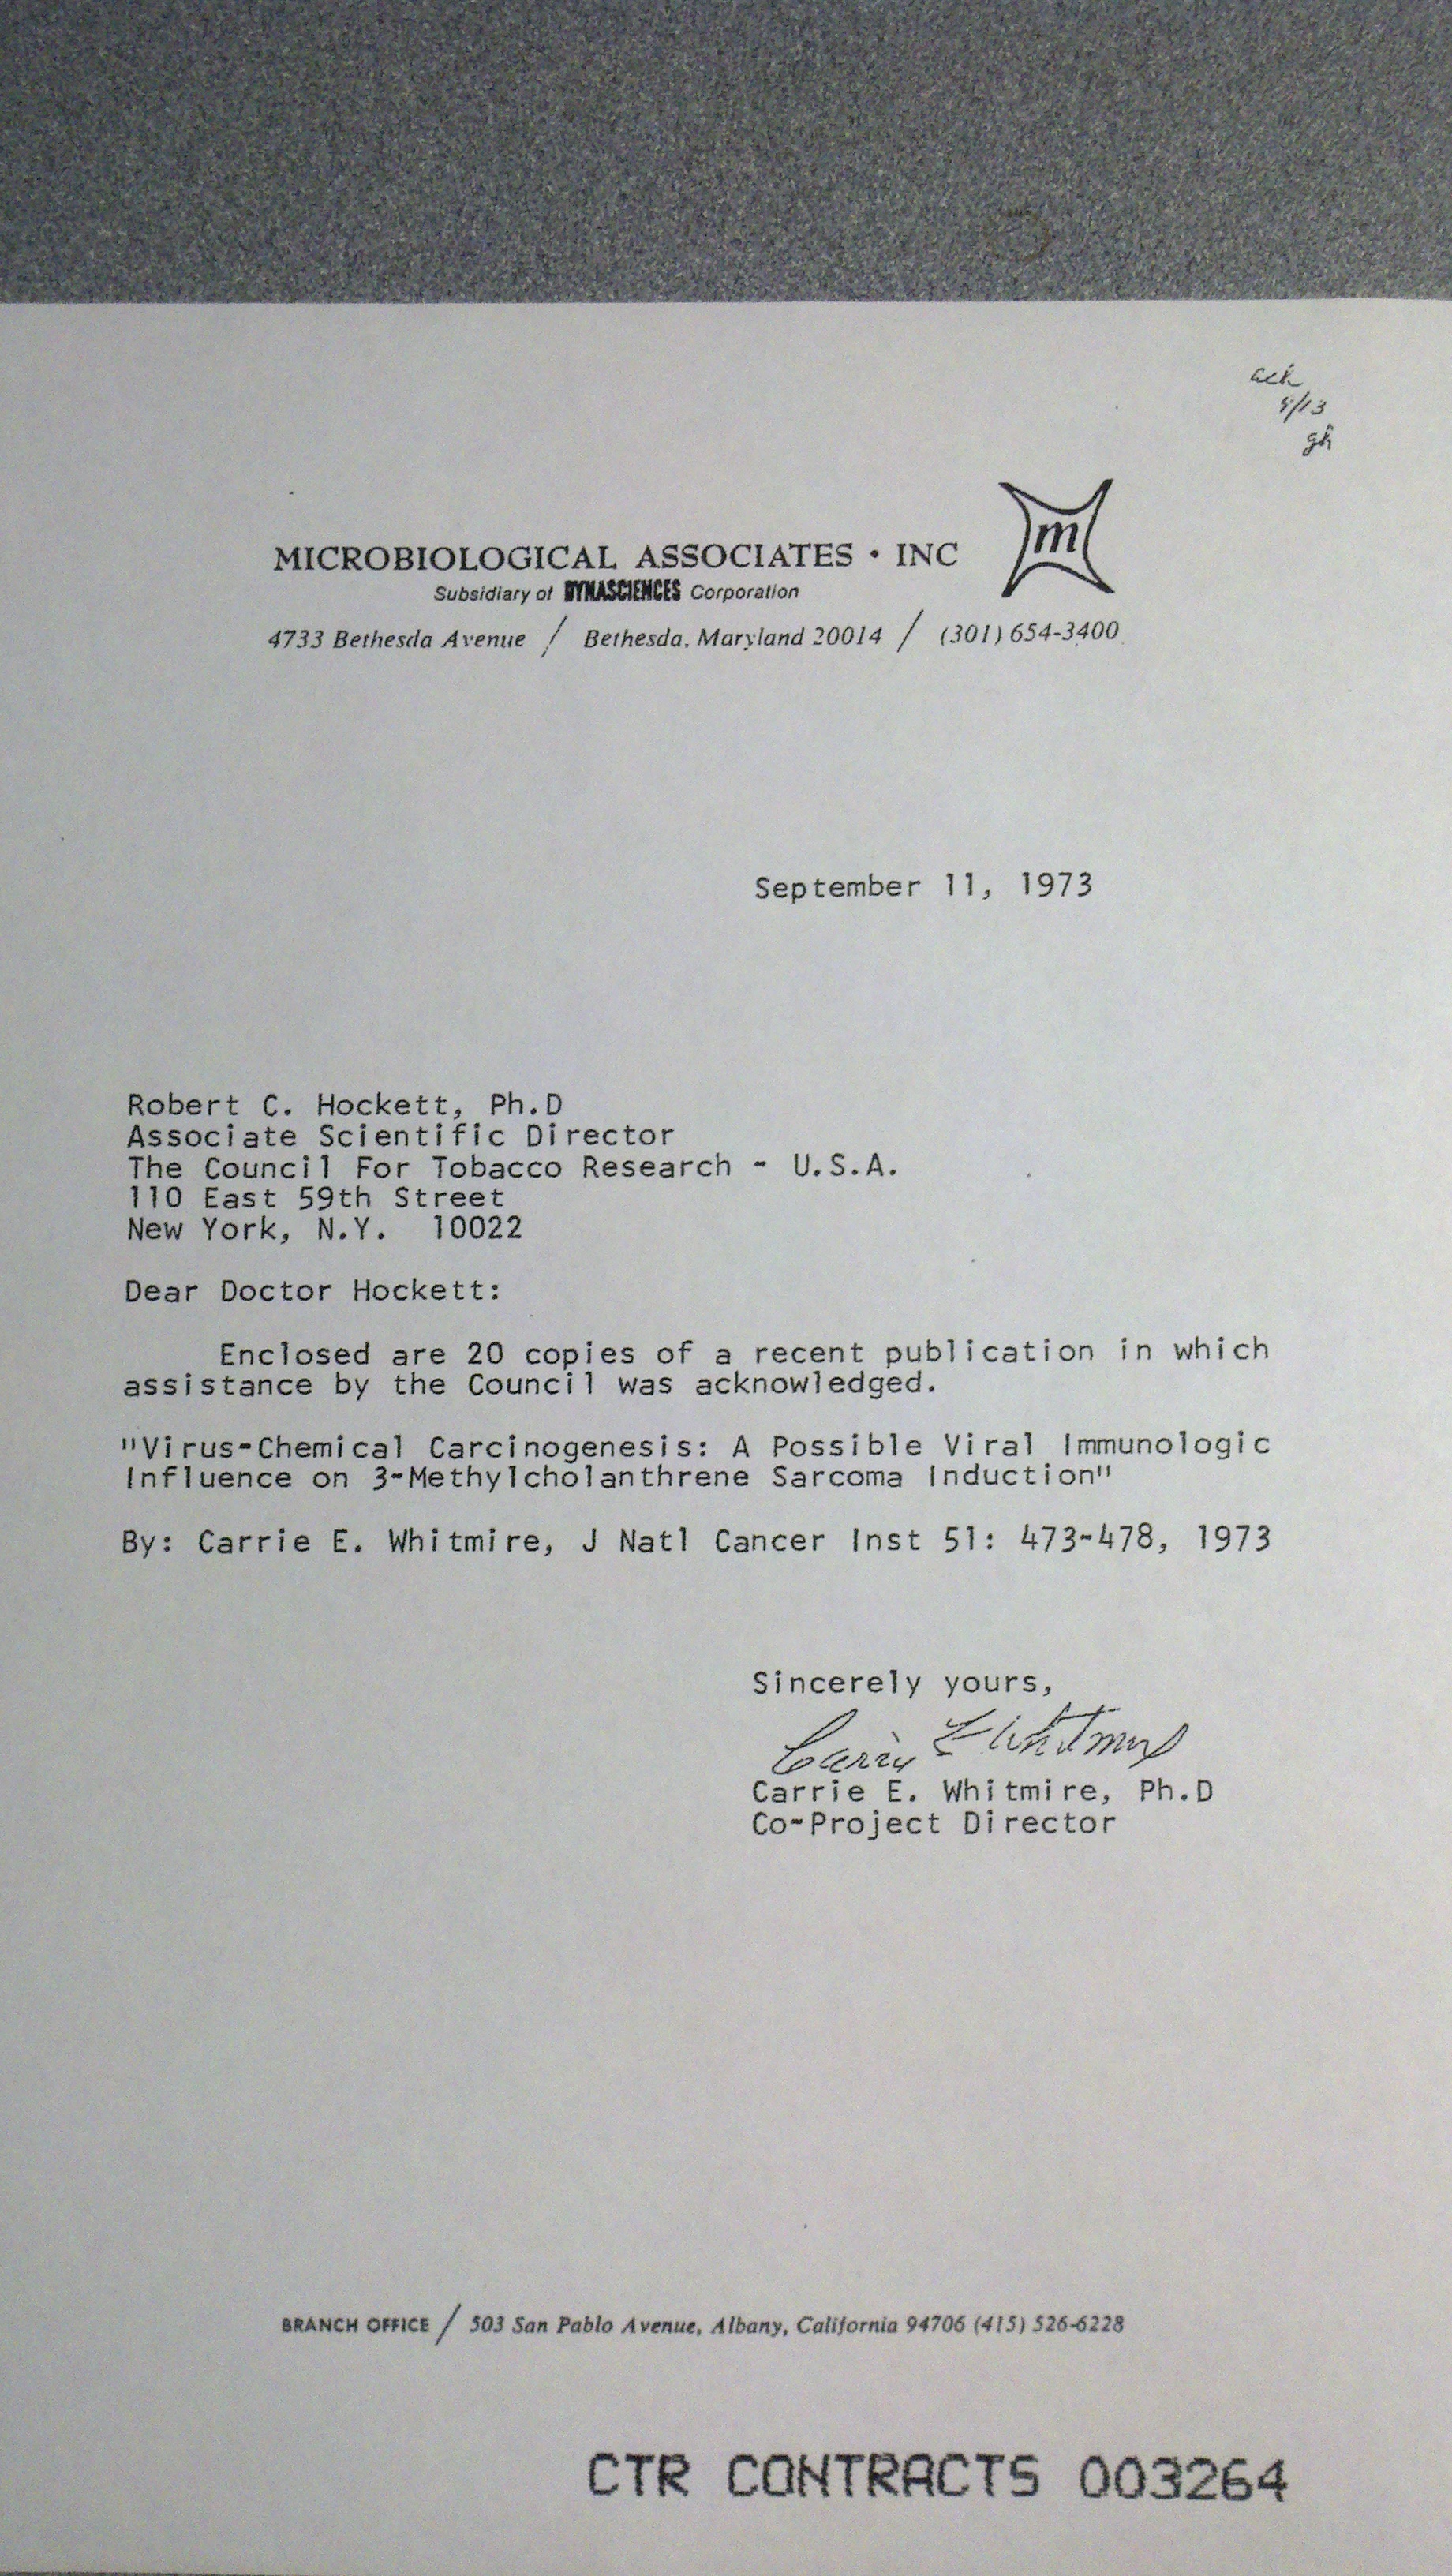 ack
9/13
gh
m
MICROBIOLOGICAL ASSOCIATES • INC
Subsidiary of DYNASCIENCES Corporation
4733 Bethesda Avenue / Bethesda, Maryland 20014 / (301) 654-3400
September 11, 1973
Robert C. Hockett, Ph.D
Associate Scientific Director
The Council For Tobacco Research - U.S.A.
110 East 59th Street
New York, N.Y. 10022
Dear Doctor Hockett:
Enclosed are 20 copies of a recent publication in which
assistance by the Council was acknowledged.
"Virus-Chemical Carcinogenesis: A Possible Viral Immunologic
Influence on 3-Methylcholanthrene Sarcoma Induction"
By: Carrie E. Whitmire, J Natl Cancer Inst 51: 473-478, 1973
Sincerely yours,
Carrie E Whitmire
Carrie E. Whitmire, Ph.D
Co-Project Director
BRANCH OFFICE / 503 San Pablo Avenue, Albany, California 94706 (415) 526-6228
CTR CONTRACTS 003264